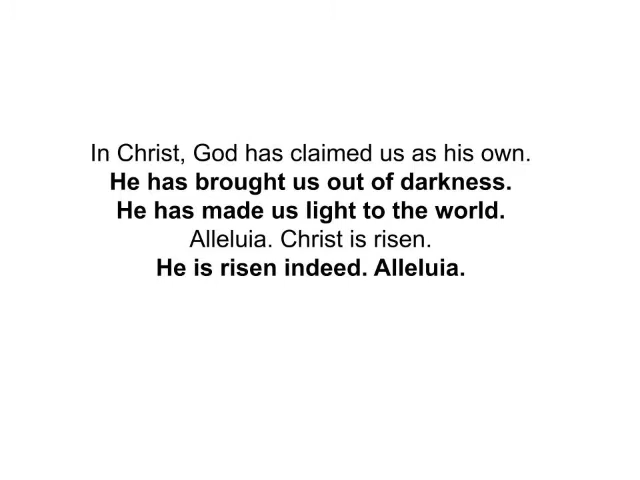 In Christ, God has claimed us as his own.
He has brought us out of darkness.
He has made us light to the world.
Alleluia. Christ is risen.
He is risen indeed. Alleluia.